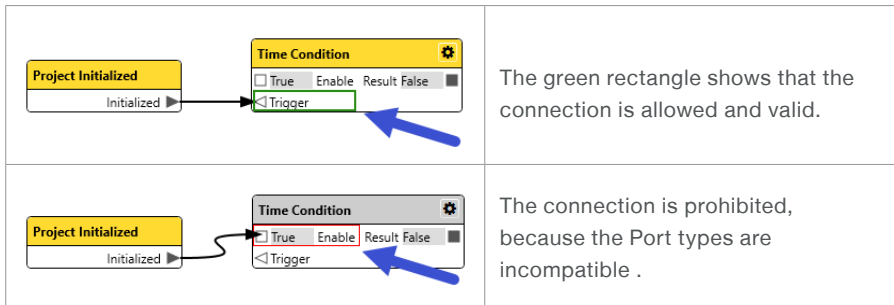 Time Condition
Project Initialized
True Enable Result False
Initialized
Trigger
The green rectangle shows that the
connection is allowed and valid.
Time Condition
Project Initialized
True Enable Result False
Initialized
Trigger
The connection is prohibited,
because the Port types are
incompatible .